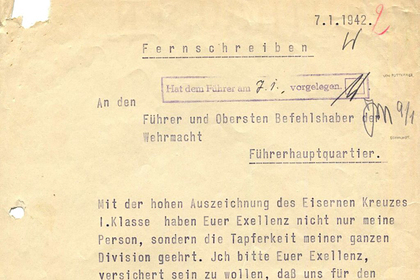 7.1.1942.
Fernschreiben
Hat dem Führer am 7.1. vorgelegen.
An den
Führer und Obersten Befehlshaber der
Wehrmacht
Führerhauptquartier.
Mit der hohen Auszeichnung des Eisernen Kreuzes
I.Klasse haben Euer Exellenz nicht nur meine
Person, sondern die Tapferkeit meiner ganzen
Division geehrt. Jch bitte Euer Exellenz,
versichert sein zu wollen, daß uns für den